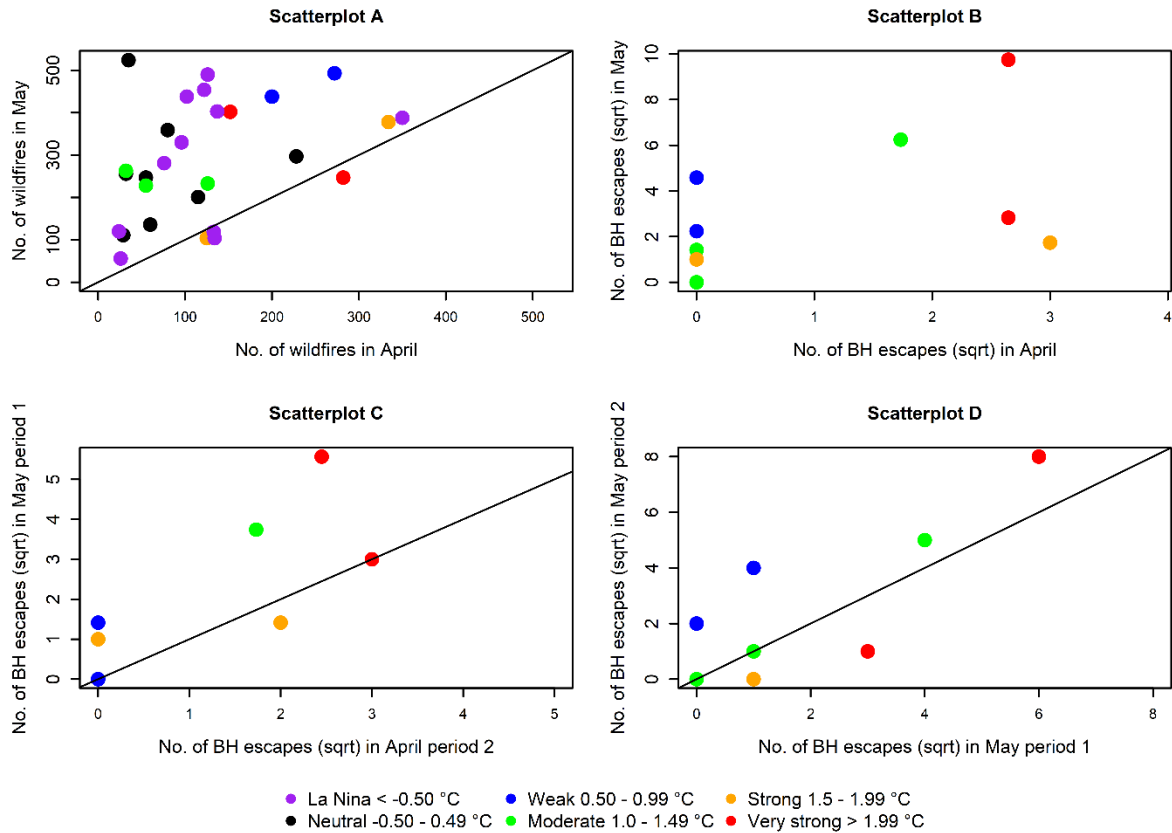 Scatterplot A
No. of wildfires in May
0 100 300 500
0 100 200 300 400 500
No. of wildfires in April
Scatterplot B
No. of BH escapes (sqrt) in May
0 2 4 6 8 10
0 1 2 3 4
No. of BH escapes (sqrt) in April
Scatterplot C
No. of BH escapes (sqrt) in May period 1
0 1 2 3 4 5
0 1 2 3 4 5
No. of BH escapes (sqrt) in April period 2
Scatterplot D
No. of BH escapes (sqrt) in May period 2
0 2 4 6 8
0 2 4 6 8
No. of BH escapes (sqrt) in May period 1
La Nina < -0.50 °C
Neutral -0.50 - 0.49 °C
Weak 0.50 - 0.99 °C
Moderate 1.0 - 1.49 °C
Strong 1.5 - 1.99 °C
Very strong > 1.99 °C